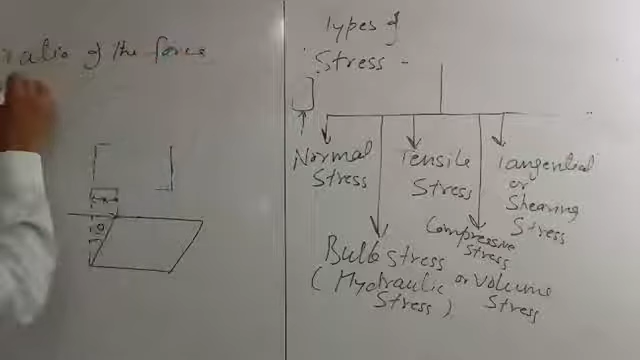 ratio of the force
Types of
Stress -
Normal
Stress
Tensile
Stress
Tangential
or
Shearing
Stress
Compressive
stress
Bulk stress
(Hydraulic or Volume
Stress) Stress
θ